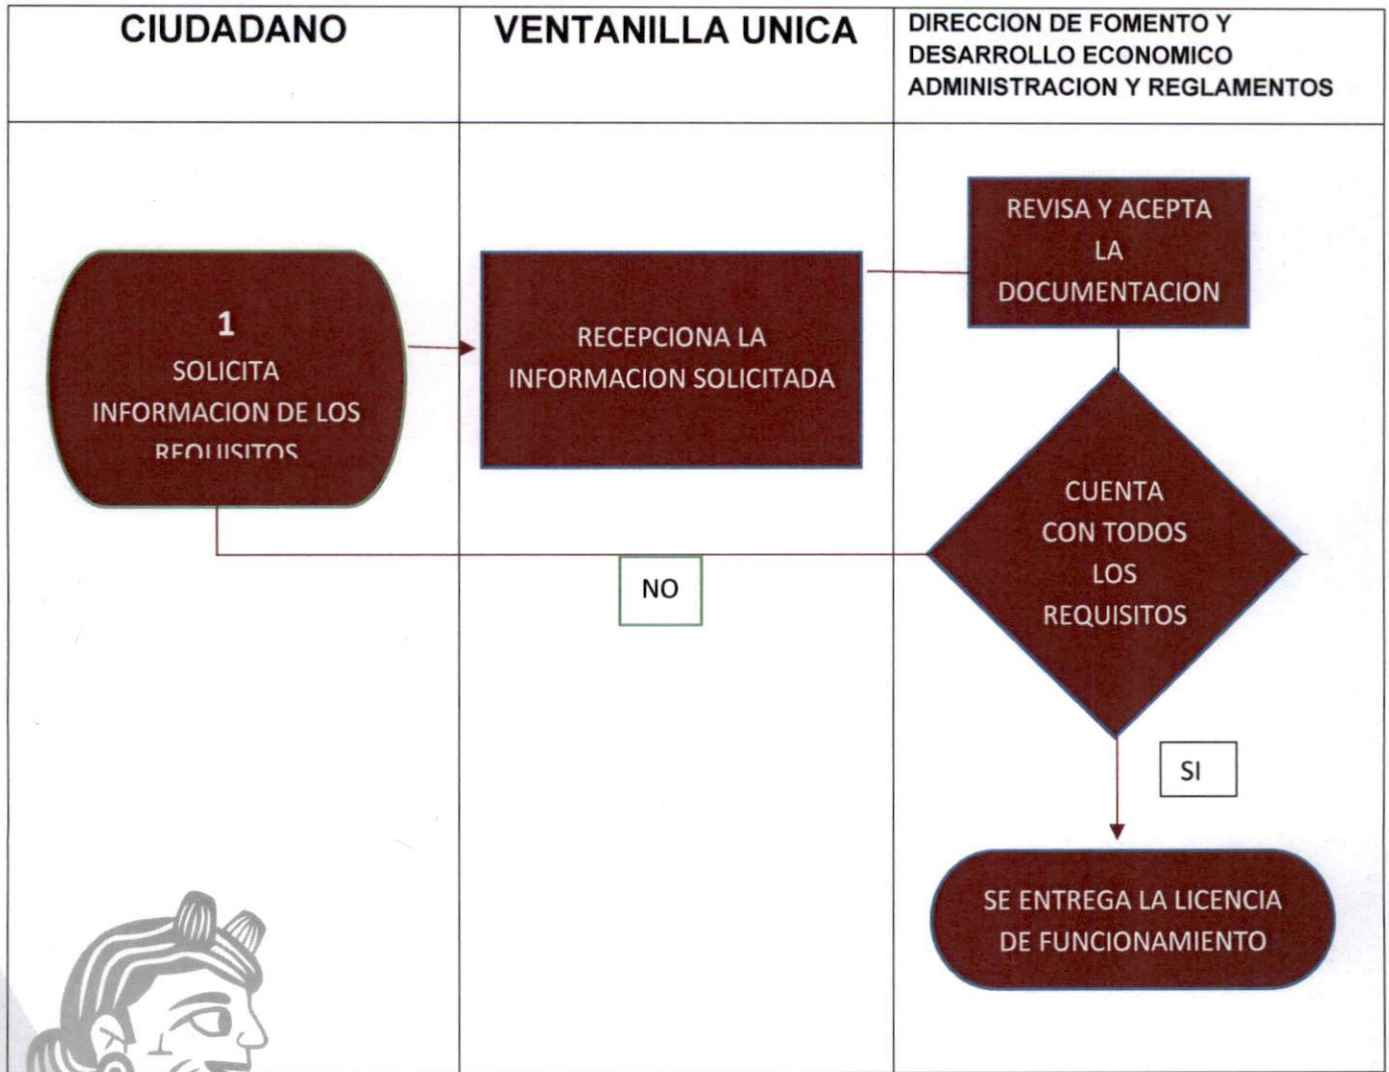 CIUDADANO
VENTANILLA UNICA
DIRECCION DE FOMENTO Y
DESARROLLO ECONOMICO
ADMINISTRACION Y REGLAMENTOS
1
SOLICITA
INFORMACION DE LOS
REQUISITOS
RECEPCIONA LA
INFORMACION SOLICITADA
REVISA Y ACEPTA
LA
DOCUMENTACION
CUENTA
CON TODOS
LOS
REQUISITOS
NO
SI
SE ENTREGA LA LICENCIA
DE FUNCIONAMIENTO